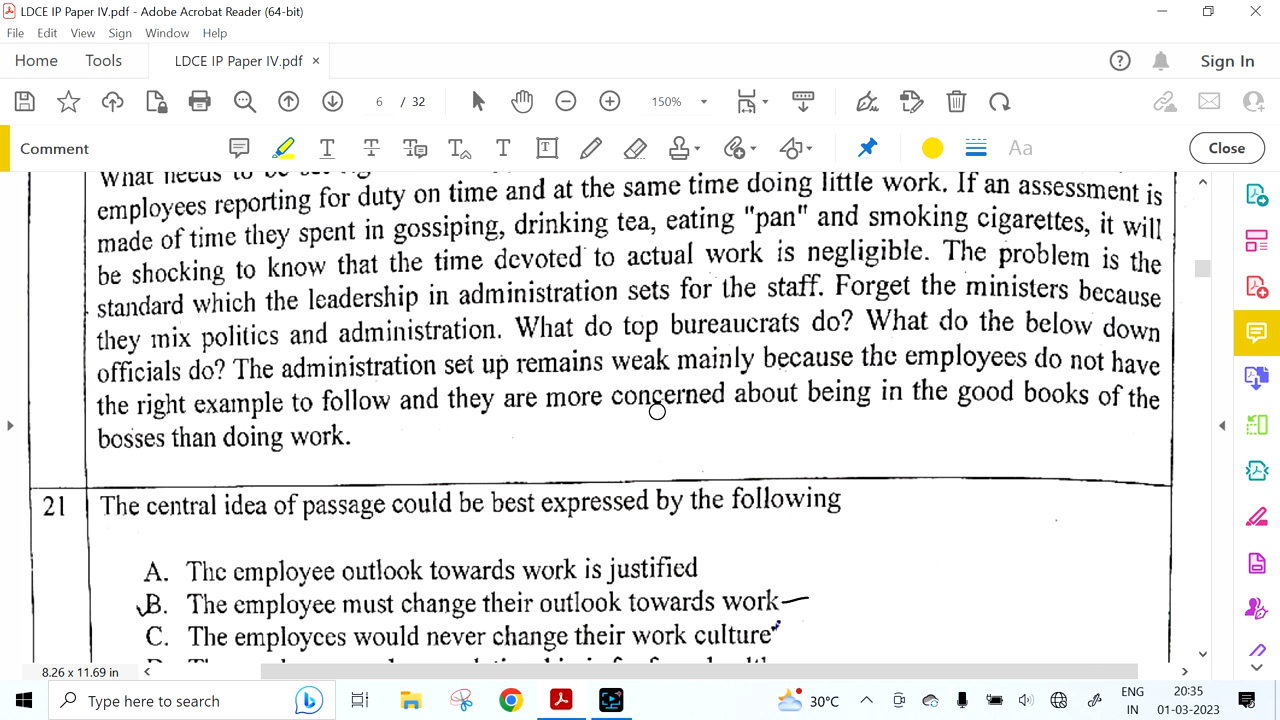 LDCE IP Paper IV.pdf - Adobe Acrobat Reader (64-bit)
File Edit View Sign Window Help
Home Tools LDCE IP Paper IV.pdf × Sign In
6 / 32 150%
Comment Aa Close
What needs to be
employees reporting for duty on time and at the same time doing little work. If an assessment is
made of time they spent in gossiping, drinking tea, eating "pan" and smoking cigarettes, it will
be shocking to know that the time devoted to actual work is negligible. The problem is the
standard which the leadership in administration sets for the staff. Forget the ministers because
they mix politics and administration. What do top bureaucrats do? What do the below down
officials do? The administration set up remains weak mainly because the employees do not have
the right example to follow and they are more concerned about being in the good books of the
bosses than doing work.
21 The central idea of passage could be best expressed by the following
A. The employee outlook towards work is justified
B. The employee must change their outlook towards work
C. The employees would never change their work culture
8.26 x 11.69 in
Type here to search 30°C ENG 20:35
IN 01-03-2023